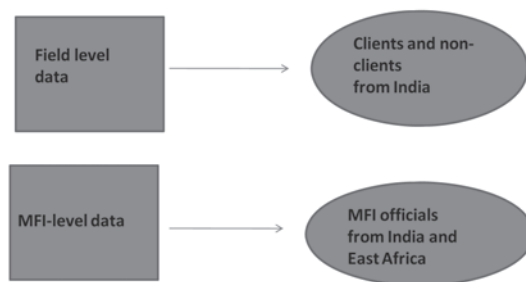 Field level
data
Clients and non-
clients
from India
MFI-level data
MFI officials
from India and
East Africa